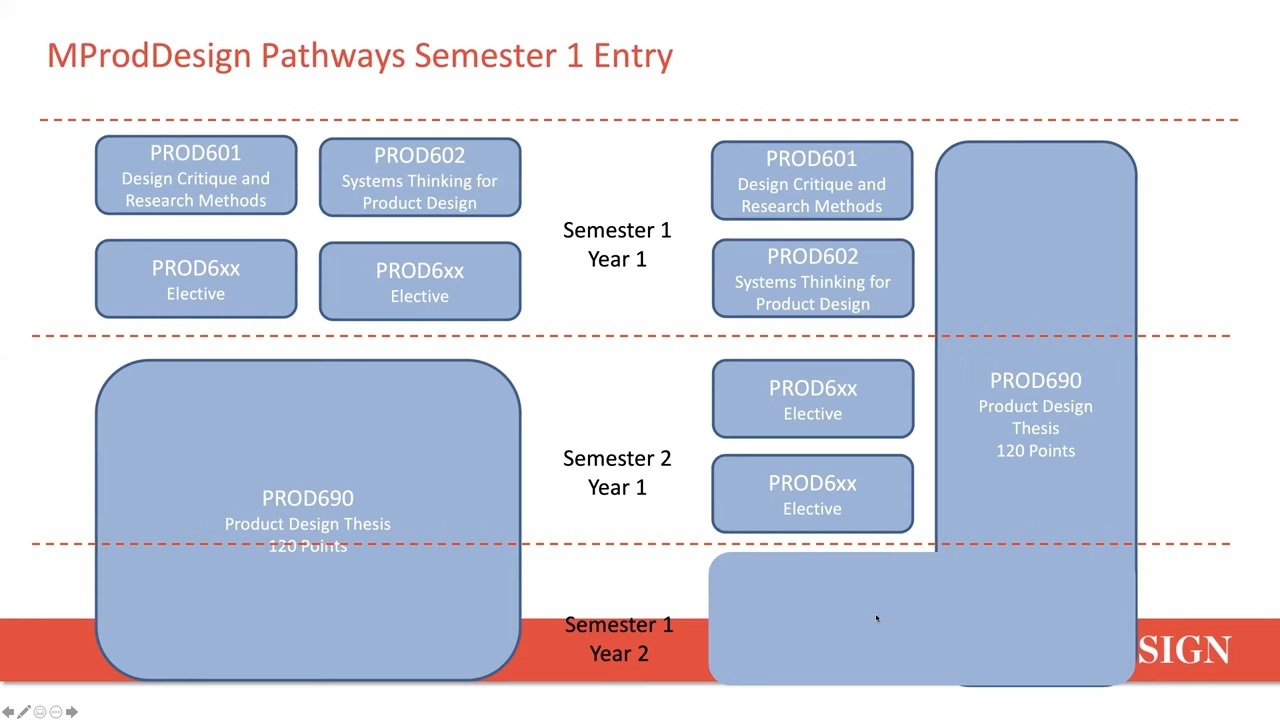 MProdDesign Pathways Semester 1 Entry
PROD601
Design Critique and
Research Methods
PROD602
Systems Thinking for
Product Design
PROD6xx
Elective
PROD6xx
Elective
Semester 1
Year 1
PROD601
Design Critique and
Research Methods
PROD602
Systems Thinking for
Product Design
PROD690
Product Design Thesis
120 Points
Semester 2
Year 1
PROD6xx
Elective
PROD6xx
Elective
PROD690
Product Design
Thesis
120 Points
Semester 1
Year 2
SIGN